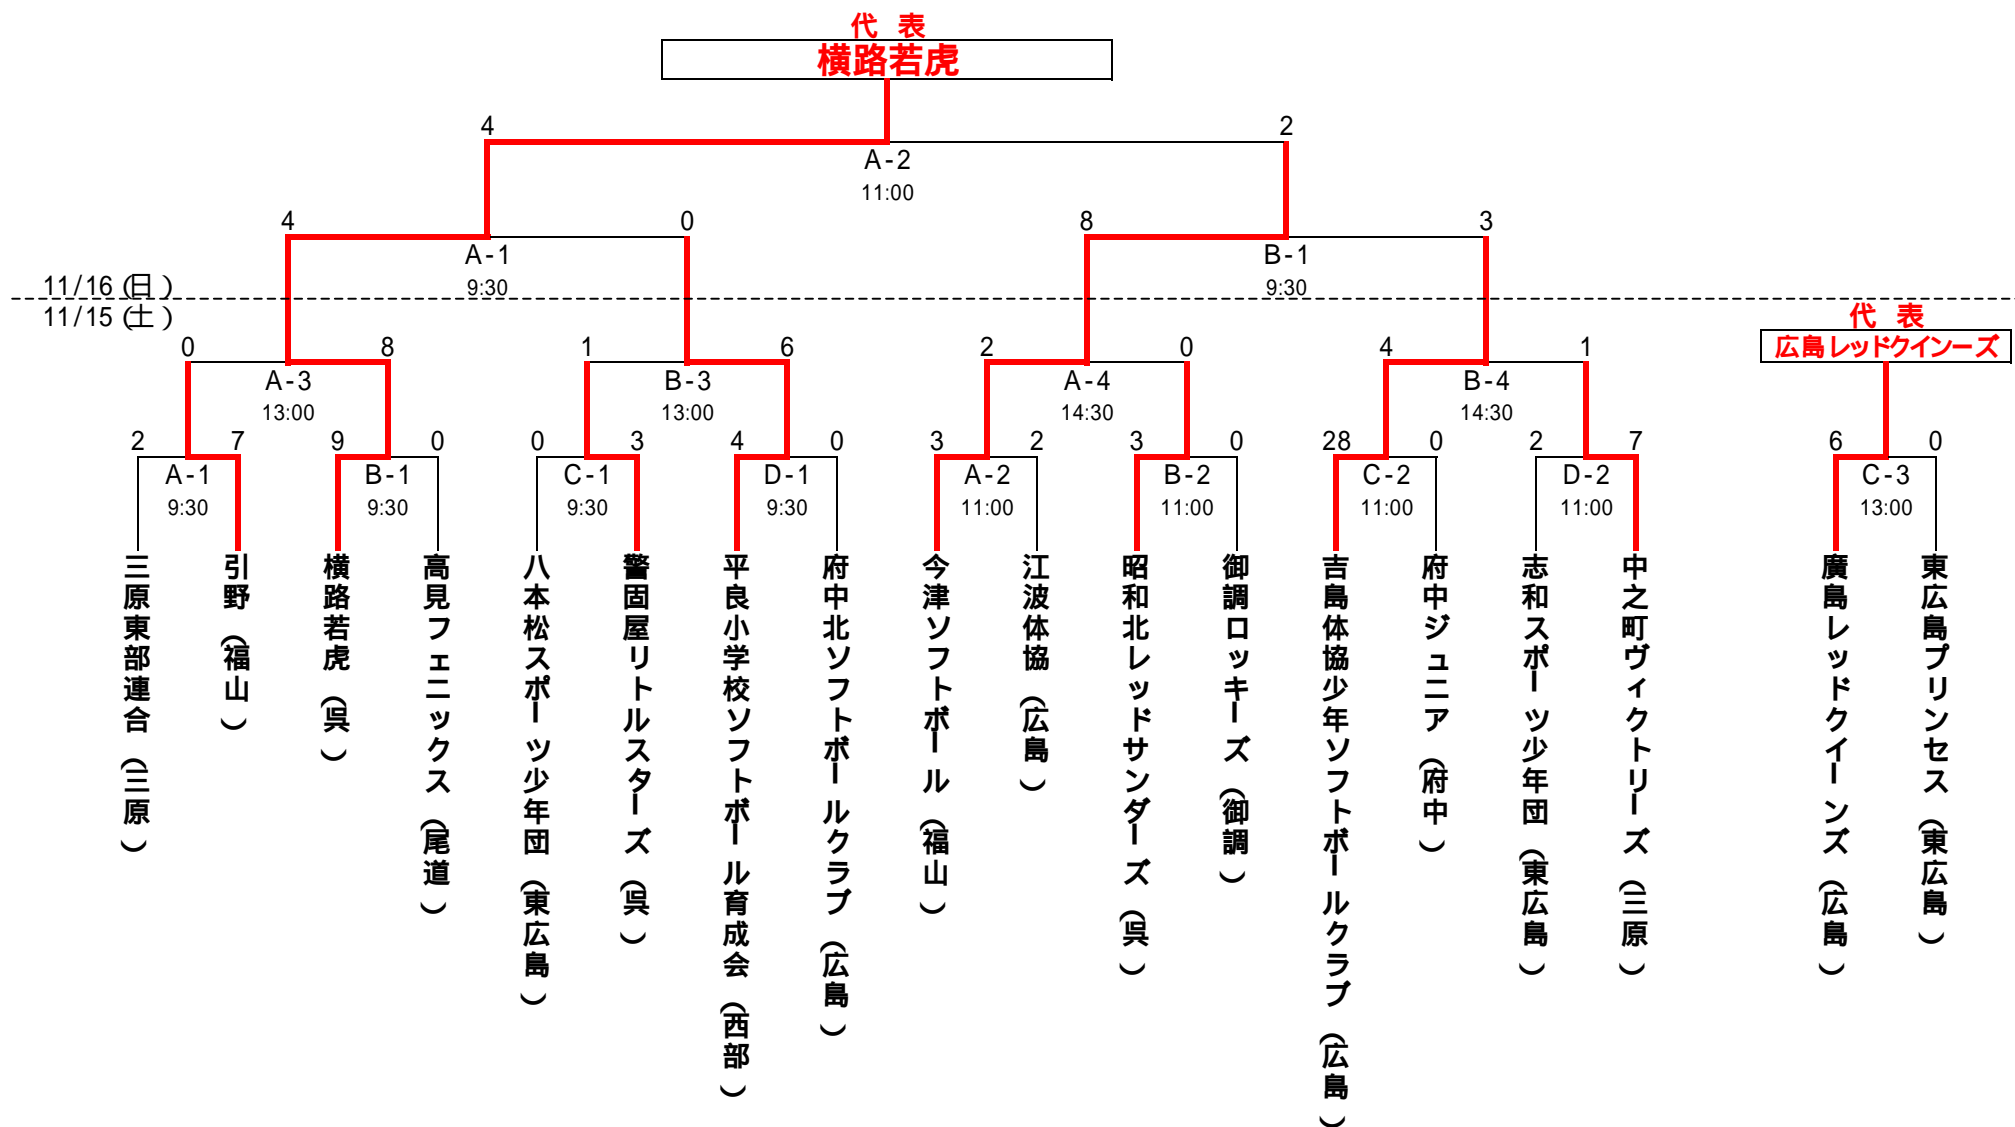 代 表
横路若虎
4
2
A-2
11:00
4
0
8
3
A-1
B-1
9:30
9:30
11/16 (日)
11/15 (土)
代 表
広島レッドクインーズ
0
8
1
6
2
0
4
1
A-3
B-3
A-4
B-4
13:00
13:00
14:30
14:30
2
7
9
0
0
3
4
0
3
2
3
0
28
0
2
7
6
0
A-1
B-1
C-1
D-1
A-2
B-2
C-2
D-2
C-3
9:30
9:30
9:30
9:30
11:00
11:00
11:00
11:00
13:00
三原東部連合(三原)
引野(福山)
横路若虎(呉)
高見フェニックス(尾道)
八本松スポーツ少年団(東広島)
警固屋リトルスターズ(呉)
平良小学校ソフトボール育成会(西部)
府中北ソフトボールクラブ(広島)
今津ソフトボール(福山)
江波体協(広島)
昭和北レッドサンダーズ(呉)
御調ロッキーズ(御調)
吉島体協少年ソフトボールクラブ(広島)
府中ジュニア(府中)
志和スポーツ少年団(東広島)
中之町ヴィクトリーズ(三原)
廣島レッドクイーンズ(広島)
東広島プリンセス(東広島)